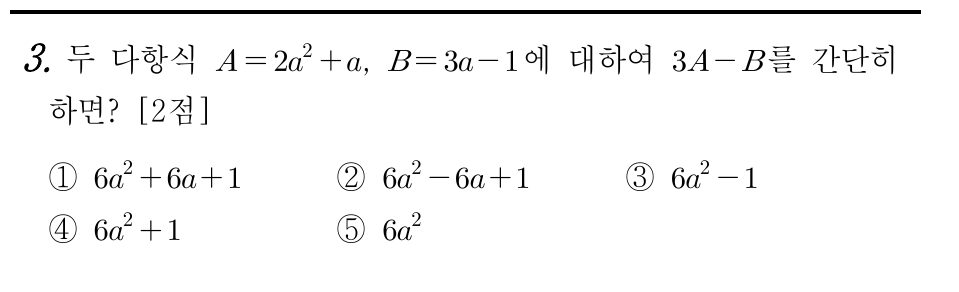 3. 두 다항식 A=2a²+a, B=3a-1에 대하여 3A-B를 간단히
하면? [2점]
① 6a²+6a+1 ② 6a²-6a+1 ③ 6a²-1
④ 6a²+1 ⑤ 6a²